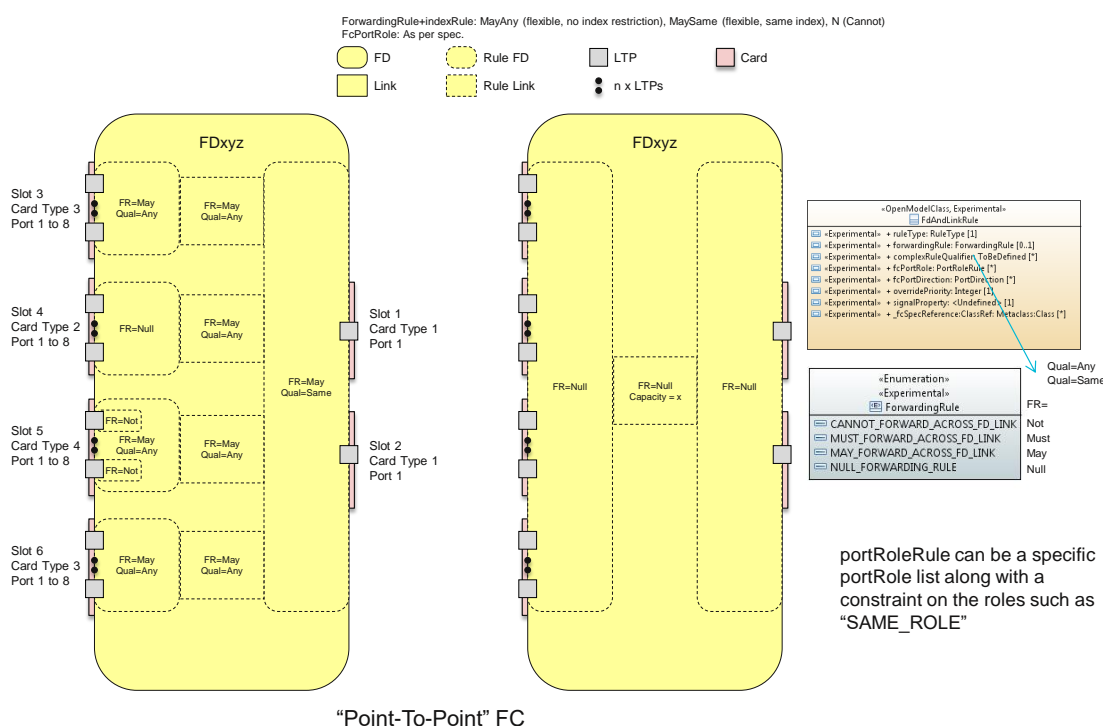 ForwardingRule+indexRule: MayAny (flexible, no index restriction), MaySame (flexible, same index), N (Cannot)
FcPortRole: As per spec.
FD
Rule FD
LTP
Card
Link
Rule Link
n x LTPs
FDxyz
Slot 3
Card Type 3
Port 1 to 8
FR=May
Qual=Any
FR=May
Qual=Any
Slot 4
Card Type 2
Port 1 to 8
FR=Null
FR=May
Qual=Any
Slot 1
Card Type 1
Port 1
FR=May
Qual=Same
Slot 5
Card Type 4
Port 1 to 8
FR=Not
FR=May
Qual=Any
FR=Not
FR=May
Qual=Any
Slot 2
Card Type 1
Port 1
Slot 6
Card Type 3
Port 1 to 8
FR=May
Qual=Any
FR=May
Qual=Any
FDxyz
FR=Null
FR=Null
Capacity = x
FR=Null
«OpenModelClass, Experimental»
FdAndLinkRule
«Experimental» + ruleType: RuleType [1]
«Experimental» + forwardingRule: ForwardingRule [0..1]
«Experimental» + complexRuleQualifier: ToBeDefined [*]
«Experimental» + fcPortRole: PortRoleRule [*]
«Experimental» + fcPortDirection: PortDirection [*]
«Experimental» + overridePriority: Integer [1]
«Experimental» + signalProperty: <Undefined> [1]
«Experimental» + _fcSpecReference:ClassRef: Metaclass:Class [*]
Qual=Any
Qual=Same
«Enumeration»
«Experimental»
ForwardingRule
FR=
CANNOT_FORWARD_ACROSS_FD_LINK Not
MUST_FORWARD_ACROSS_FD_LINK Must
MAY_FORWARD_ACROSS_FD_LINK May
NULL_FORWARDING_RULE Null
portRoleRule can be a specific
portRole list along with a
constraint on the roles such as
“SAME_ROLE”
“Point-To-Point” FC